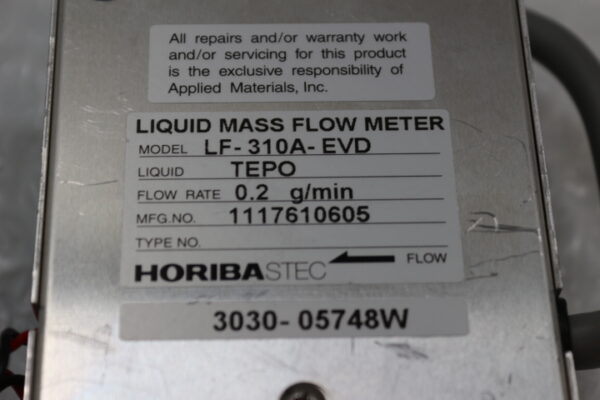 All repairs and/or warranty work
and/or servicing for this product
is the exclusive responsibility of
Applied Materials, Inc.
LIQUID MASS FLOW METER
MODEL LF-310A-EVD
LIQUID TEPO
FLOW RATE 0.2 g/min
MFG.NO. 1117610605
TYPE NO.
HORIBASTEC FLOW
3030-05748W